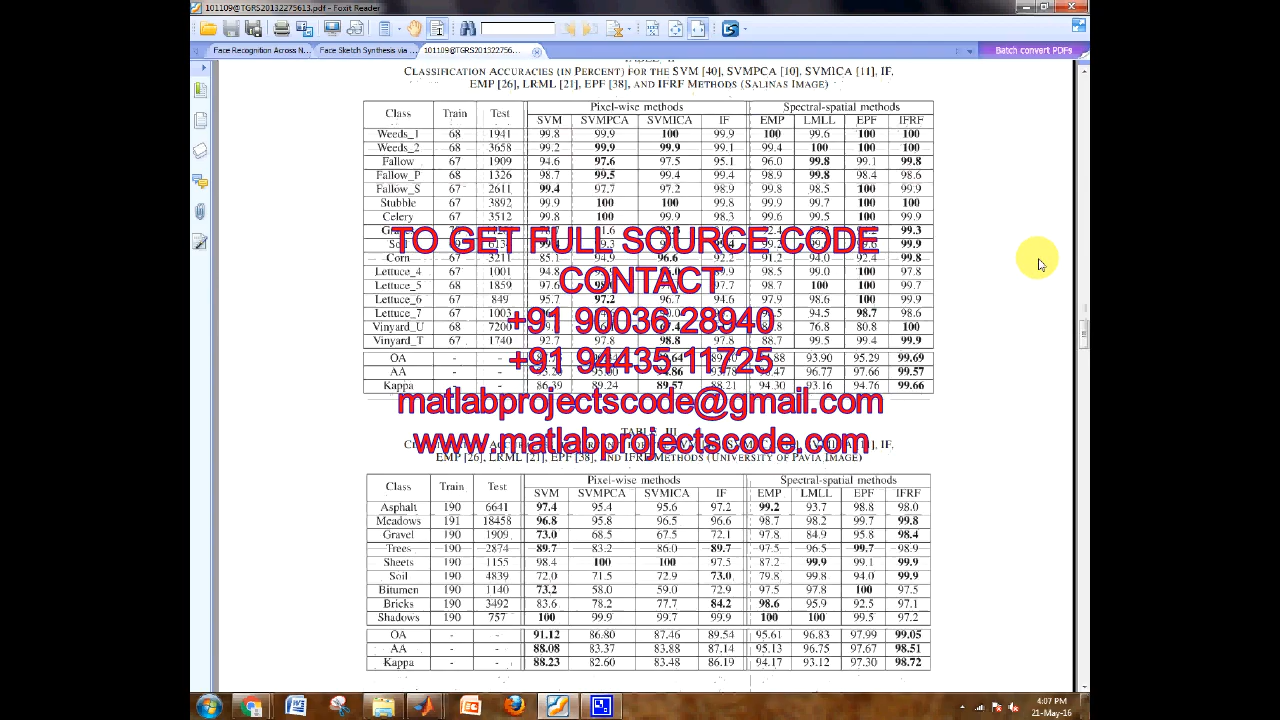 101109@TGRS20132275613.pdf - Foxit Reader
Face Recognition Across N... Face Sketch Synthesis via ... 101109@TGRS2013227565... Batch convert PDFs
CLASSIFICATION ACCURACIES (IN PERCENT) FOR THE SVM [40], SVMPCA [10], SVMICA [11], IF,
EMP [26], LRML [21], EPF [38], AND IFRF METHODS (SALINAS IMAGE)
Class Train Test Pixel-wise methods Spectral-spatial methods
SVM SVMPCA SVMICA IF EMP LMLL EPF IFRF
Weeds_1 68 1941 99.8 99.9 100 99.9 100 99.6 100 100
Weeds_2 68 3658 99.2 99.9 99.9 99.1 99.4 100 100 100
Fallow 67 1909 94.6 97.6 97.5 95.1 96.0 99.8 99.1 99.8
Fallow_P 68 1326 98.7 99.5 99.4 99.4 98.9 99.8 98.4 98.6
Fallow_S 67 2611 99.4 97.7 97.2 98.9 98.8 98.5 100 99.9
Stubble 67 3892 99.8 100 100 99.8 99.9 99.7 100 99.9
Celery 67 3512 99.8 100 99.9 98.3 99.6 99.5 100 99.9
99.3
TO GET FULL SOURCE CODE
99.9
Corn 67 3211 85.1 94.9 96.6 92.2 91.2 94.0 92.4 99.8
Lettuce_4 67 1001 94.8 98.5 99.0 100 97.8
CONTACT
Lettuce_5 68 1859 97.6 97.7 98.7 100 100 99.7
Lettuce_6 67 849 95.7 97.2 96.7 94.6 97.9 98.6 100 99.9
Lettuce_7 67 1003 94.5 98.7 98.6
+91 90036 28940
Vinyard_U 68 7200 76.8 80.8 100
Vinyard_T 67 1740 92.7 97.8 98.8 97.8 98.7 99.5 99.4 99.9
OA - - 93.90 95.29 99.69
+91 94435 11725
AA - - 96.77 97.66 99.57
Kappa - - 86.39 89.24 89.57 88.21 94.30 93.16 94.76 99.66
matlabprojectscode@gmail.com
TABLE III
www.matlabprojectscode.com
EMP [26], LRML [21], EPF [38], AND IFRF METHODS (UNIVERSITY OF PAVIA IMAGE)
Class Train Test Pixel-wise methods Spectral-spatial methods
SVM SVMPCA SVMICA IF EMP LMLL EPF IFRF
Asphalt 190 6641 97.4 95.4 95.6 97.2 99.2 93.7 98.8 98.0
Meadows 191 18458 96.8 95.8 96.5 96.6 98.7 98.2 99.7 99.8
Gravel 190 1909 73.0 68.5 67.5 72.1 97.8 84.9 95.8 98.4
Trees 190 2874 89.7 83.2 86.0 89.7 97.5 96.5 99.7 98.9
Sheets 190 1155 98.4 100 100 97.5 87.2 99.9 99.1 99.9
Soil 190 4839 72.0 71.5 72.9 73.0 79.8 99.8 94.0 99.9
Bitumen 190 1140 73.2 58.0 59.0 72.9 97.5 97.8 100 97.5
Bricks 190 3492 83.6 78.2 77.7 84.2 98.6 95.9 92.5 97.1
Shadows 190 757 100 99.9 99.7 99.9 100 100 99.5 97.2
OA - - 91.12 86.80 87.46 89.54 95.61 96.83 97.99 99.05
AA - - 88.08 83.37 83.88 87.14 95.13 96.75 97.67 98.51
Kappa - - 88.23 82.60 83.48 86.19 94.17 93.12 97.30 98.72
4:07 PM
21-May-16